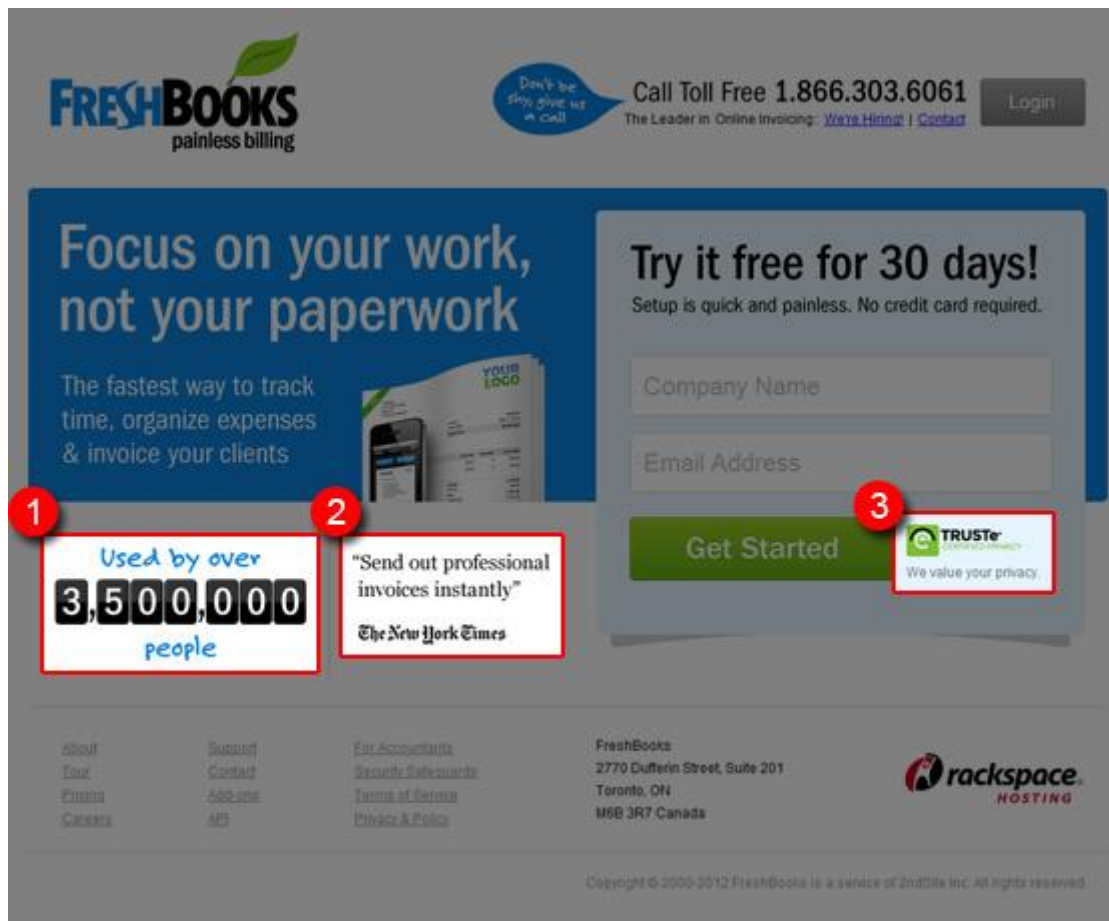 FRESHBOOKS
painless billing
Don't be
shy, give us
a call
Call Toll Free 1.866.303.6061
The Leader in Online Invoicing: We're Hiring! | Contact
Login
Focus on your work,
not your paperwork
The fastest way to track
time, organize expenses
& invoice your clients
YOUR
LOGO
Try it free for 30 days!
Setup is quick and painless. No credit card required.
Company Name
Email Address
Get Started
3
TRUSTe
CERTIFIED PRIVACY
We value your privacy.
1
Used by over
3,500,000
people
2
“Send out professional
invoices instantly”
The New York Times
About
Tour
Pricing
Careers
Support
Contact
Add-ons
API
For Accountants
Security Safeguards
Terms of Service
Privacy & Policy
FreshBooks
2770 Dufferin Street, Suite 201
Toronto, ON
M6B 3R7 Canada
rackspace.
HOSTING
Copyright © 2000-2012 FreshBooks is a service of 2ndSite Inc. All rights reserved.